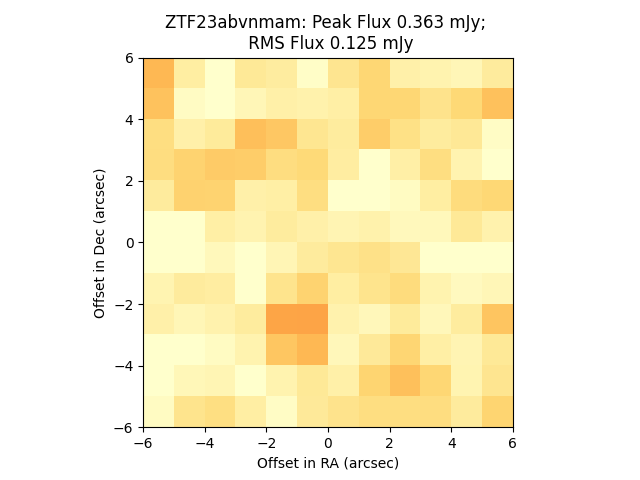 ZTF23abvnmam: Peak Flux 0.363 mJy;
RMS Flux 0.125 mJy
6
4
2
0
−2
−4
−6
Offset in Dec (arcsec)
−6 −4 −2 0 2 4 6
Offset in RA (arcsec)